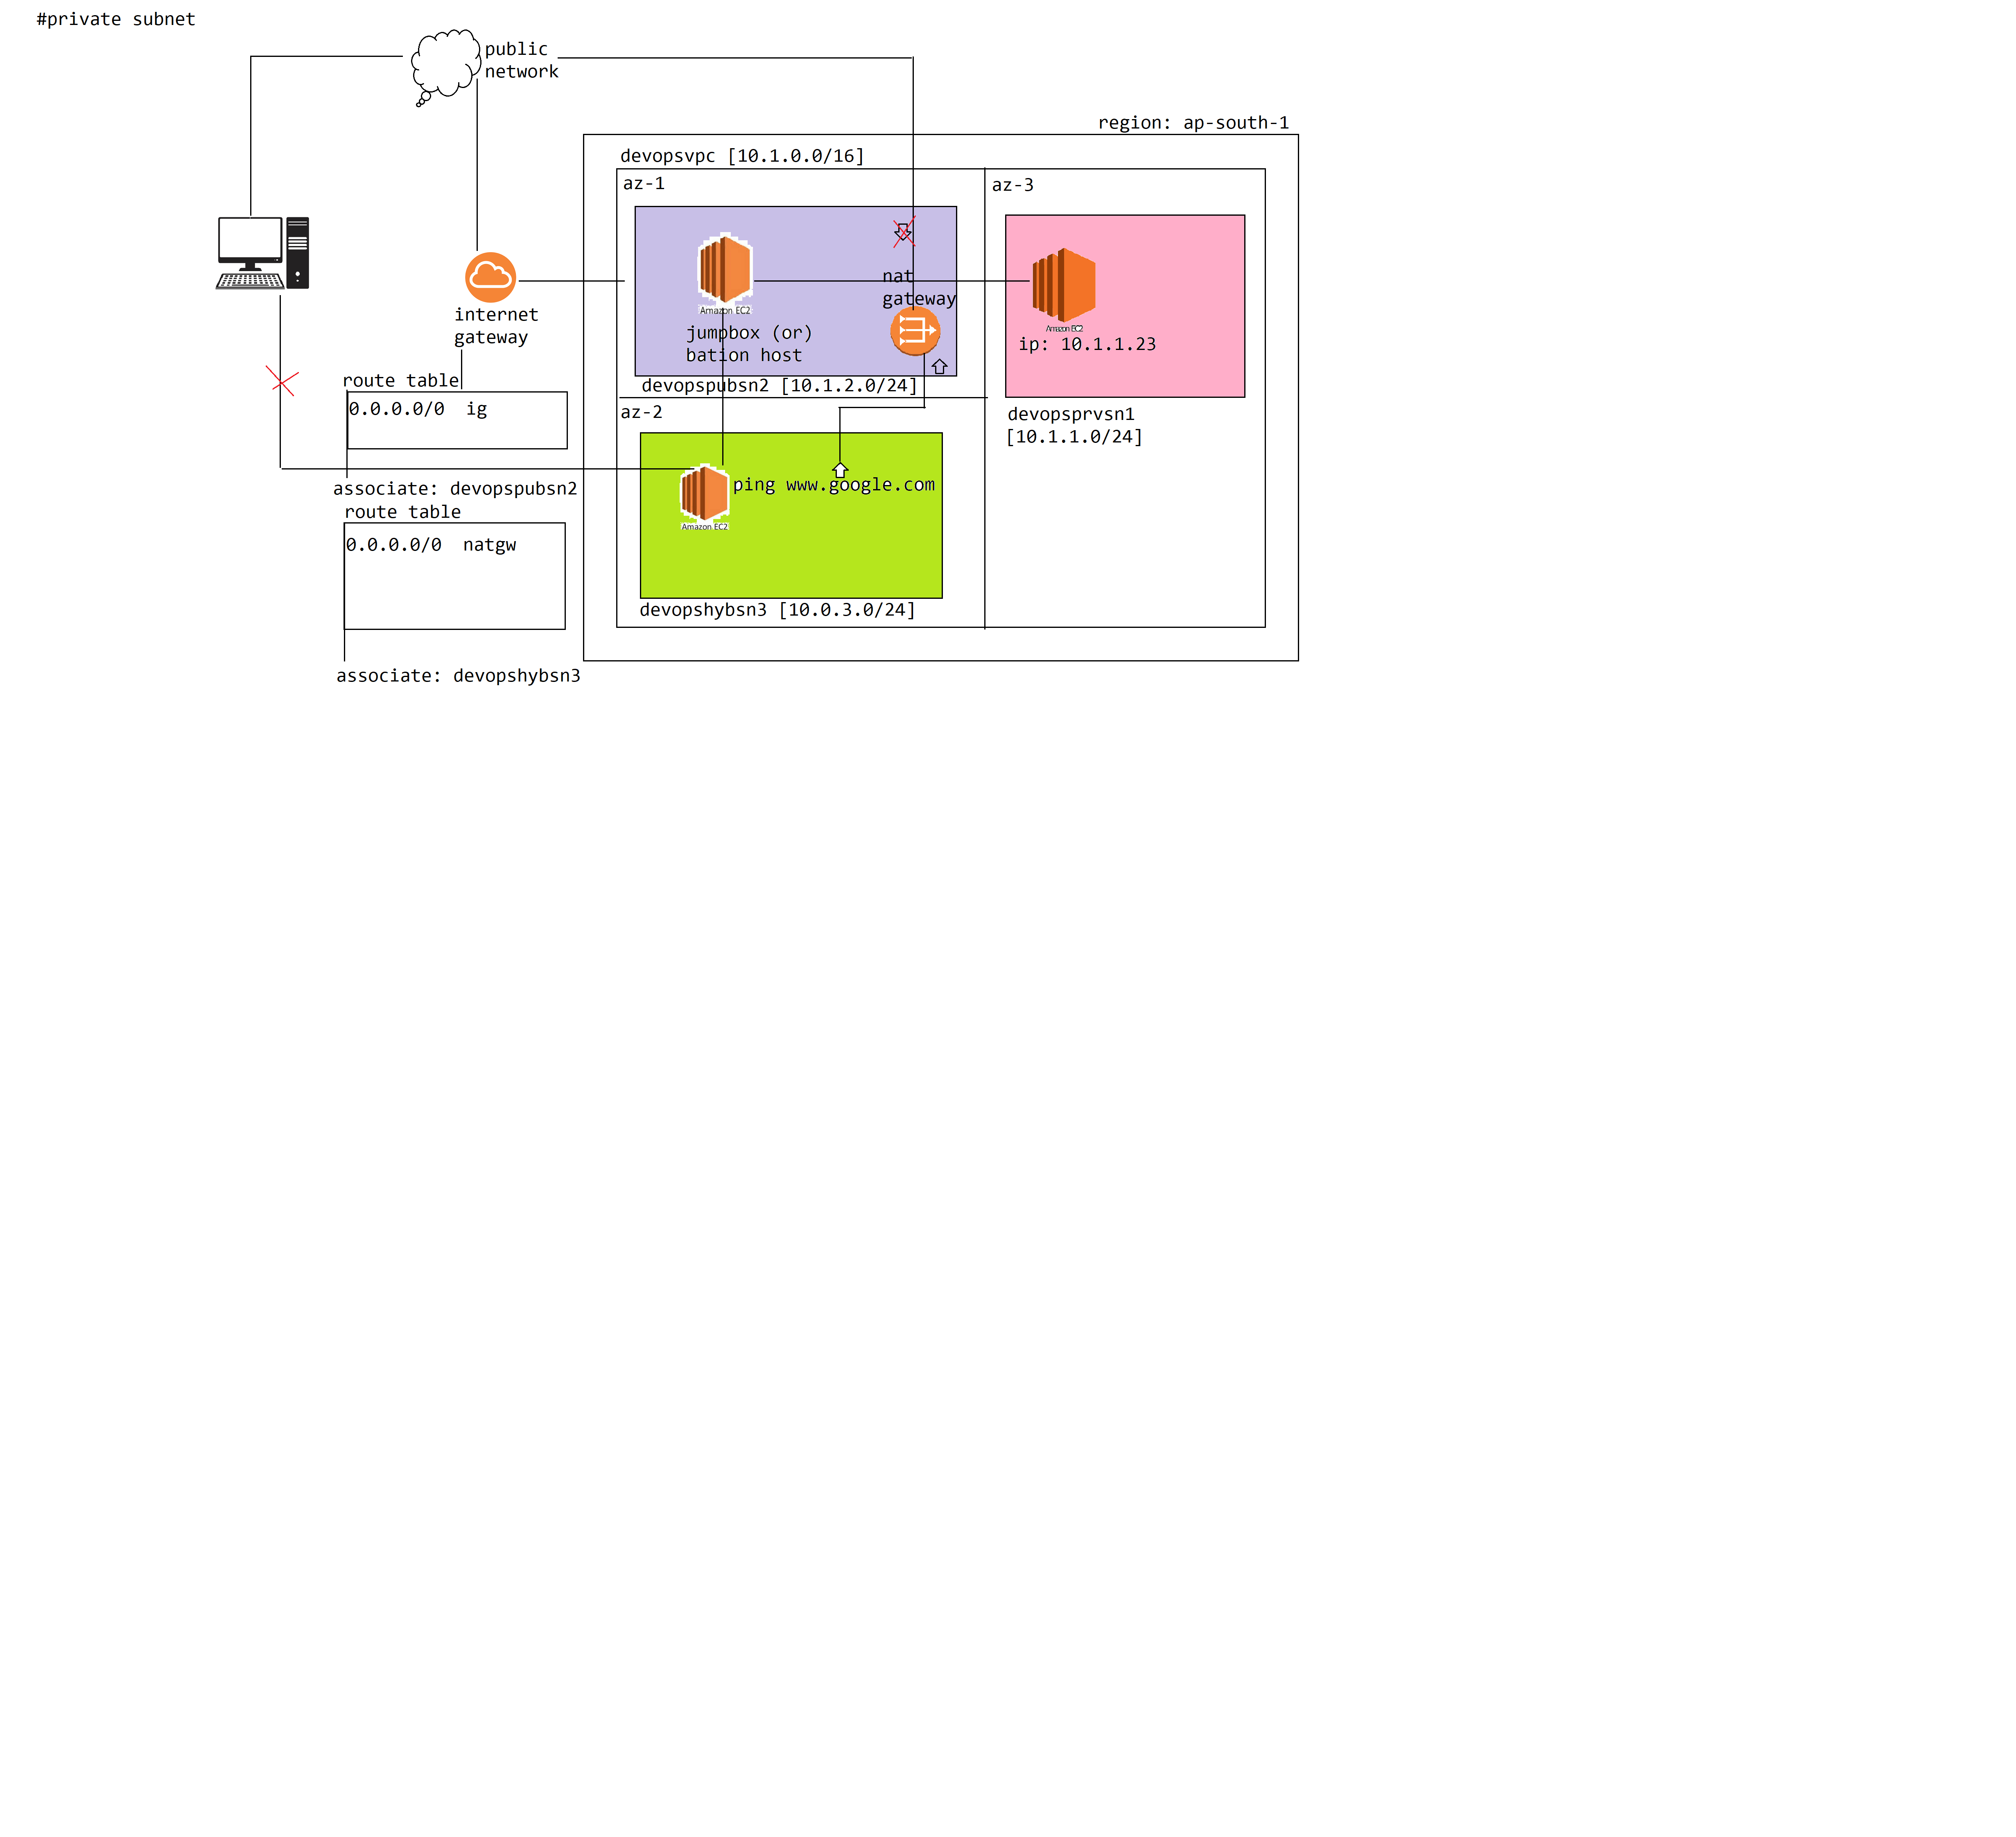 #private subnet
public
network
region: ap-south-1
devopsvpc [10.1.0.0/16]
az-1
az-3
nat
gateway
Amazon EC2
internet
gateway
jumpbox (or)
bation host
Amazon EC2
ip: 10.1.1.23
route table
devopspubsn2 [10.1.2.0/24]
0.0.0.0/0  ig
az-2
devopsprvsn1
[10.1.1.0/24]
associate: devopspubsn2
ping www.google.com
route table
Amazon EC2
0.0.0.0/0  natgw
devopshybsn3 [10.0.3.0/24]
associate: devopshybsn3